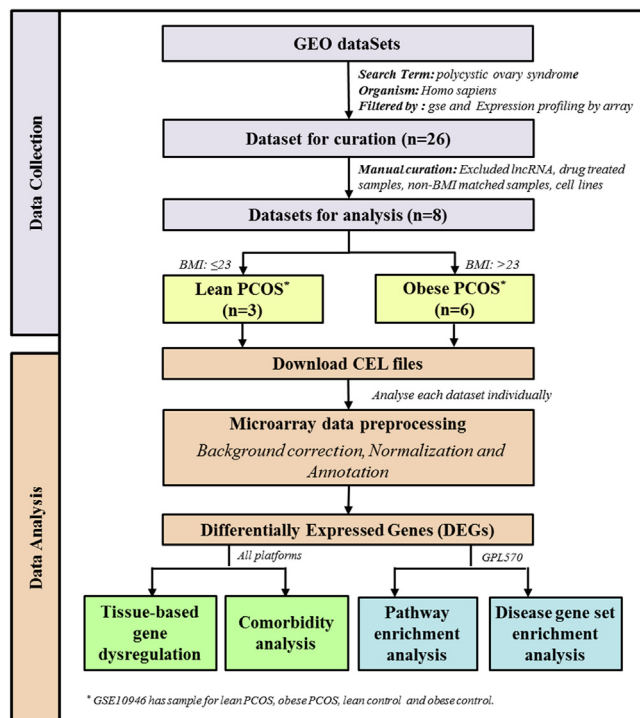 GEO dataSets
Search Term: polycystic ovary syndrome
Organism: Homo sapiens
Filtered by : gse and Expression profiling by array
Dataset for curation (n=26)
Manual curation: Excluded lncRNA, drug treated
samples, non-BMI matched samples, cell lines
Datasets for analysis (n=8)
BMI: ≤23
BMI: >23
Lean PCOS*
(n=3)
Obese PCOS*
(n=6)
Data Collection
Download CEL files
Analyse each dataset individually
Microarray data preprocessing
Background correction, Normalization and
Annotation
Differentially Expressed Genes (DEGs)
All platforms
GPL570
Tissue-based
gene
dysregulation
Comorbidity
analysis
Pathway
enrichment
analysis
Disease gene set
enrichment
analysis
Data Analysis
* GSE10946 has sample for lean PCOS, obese PCOS, lean control and obese control.